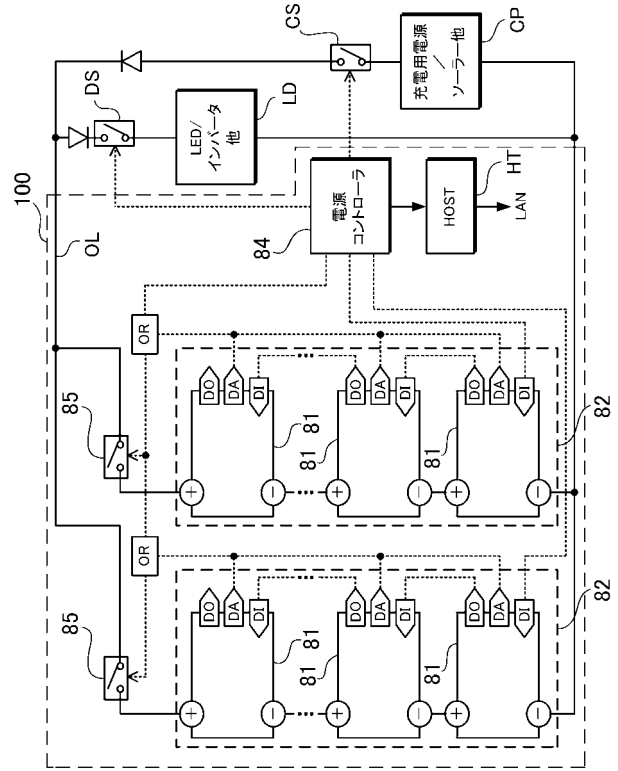 100
OL
DS
CS
LED/
インバータ
他
LD
充電用電源
/
ソーラー他
CP
84
電源
コントローラ
HOST
HT
LAN
85
OR
DO
DA
DI
81
DO
DA
DI
81
DO
DA
DI
81
+
−
+
−
+
−
82
85
OR
DO
DA
DI
81
DO
DA
DI
81
DO
DA
DI
81
+
−
+
−
+
−
82